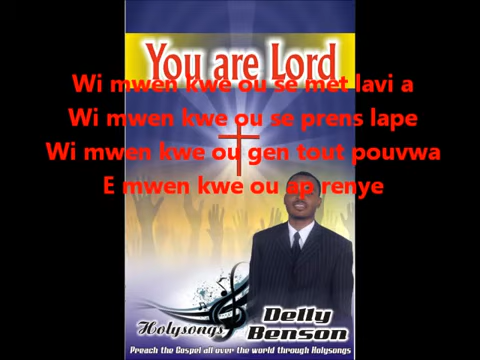 You are Lord
Wi mwen kwe ou se met lavi a
Wi mwen kwe ou se prens lape
Wi mwen kwe ou gen tout pouvwa
E mwen kwe ou ap renye
Holysongs
Delly
Benson
Preach the Gospel all over the world through Holysongs